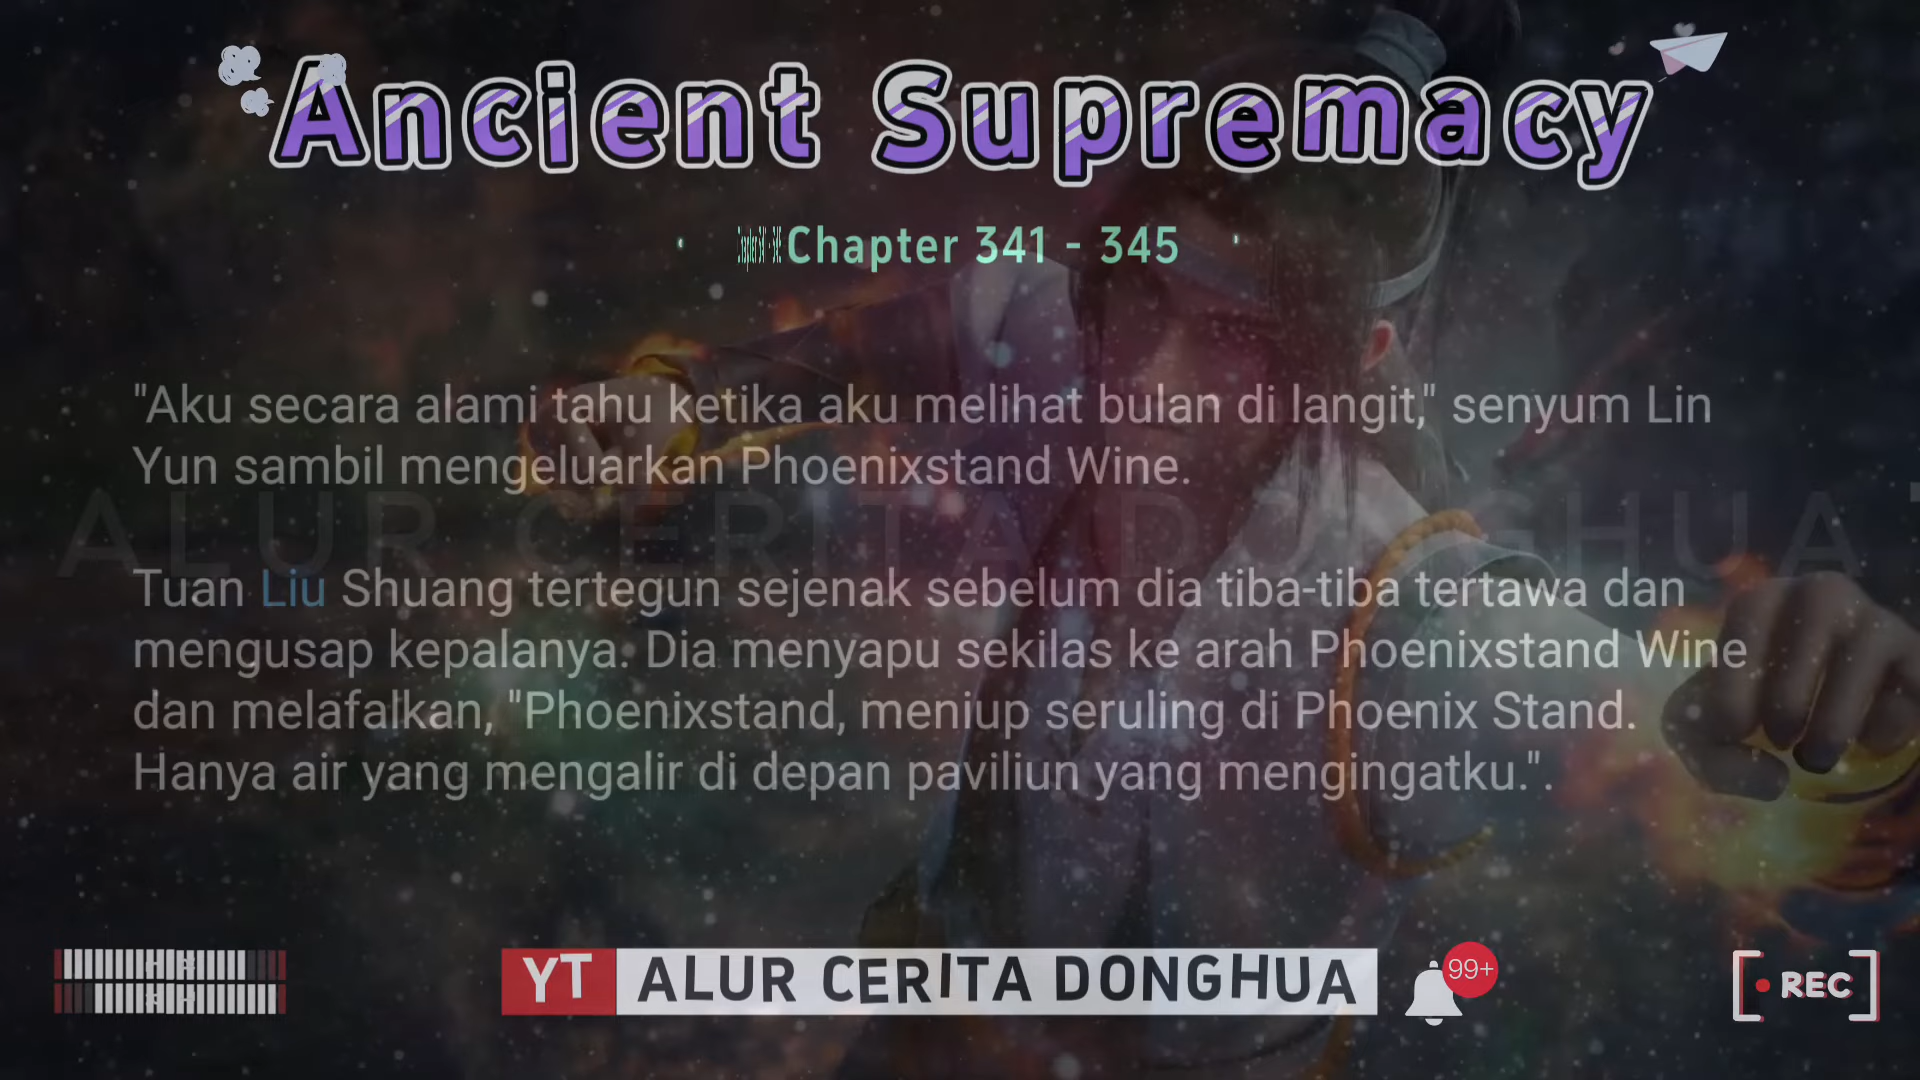 Ancient Supremacy
Chapter 341 - 345
"Aku secara alami tahu ketika aku melihat bulan di langit," senyum Lin
Yun sambil mengeluarkan Phoenixstand Wine.
ALUR CERITA DONGHUA
Tuan Liu Shuang tertegun sejenak sebelum dia tiba-tiba tertawa dan
mengusap kepalanya. Dia menyapu sekilas ke arah Phoenixstand Wine
dan melafalkan, "Phoenixstand, meniup seruling di Phoenix Stand.
Hanya air yang mengalir di depan paviliun yang mengingatku.".
YT ALUR CERITA DONGHUA
99+
REC